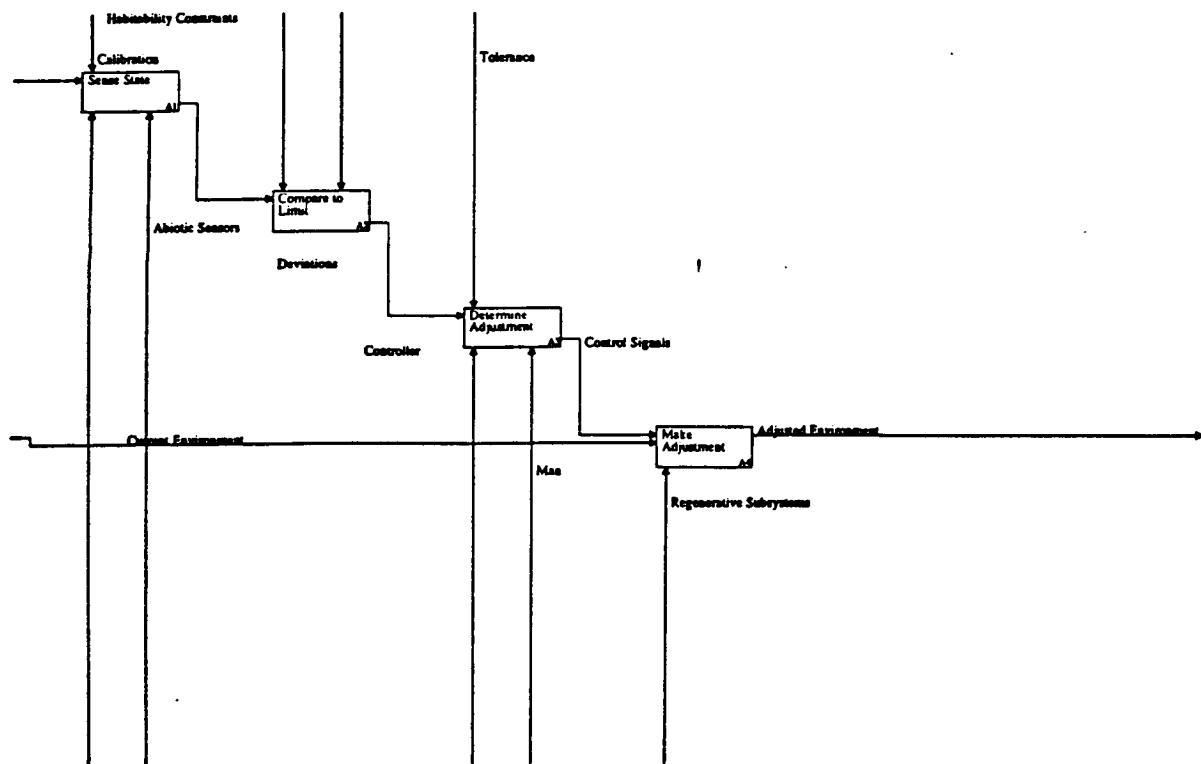 Habitability Constraints
Calibration
Sense State
A1
Tolerance
Compare to
Limit
A2
Abiotic Sensors
Deviations
Determine
Adjustment
A3
Control Signals
Controller
Current Environment
Make
Adjustment
A4
Adjusted Environment
Man
Regenerative Subsystems